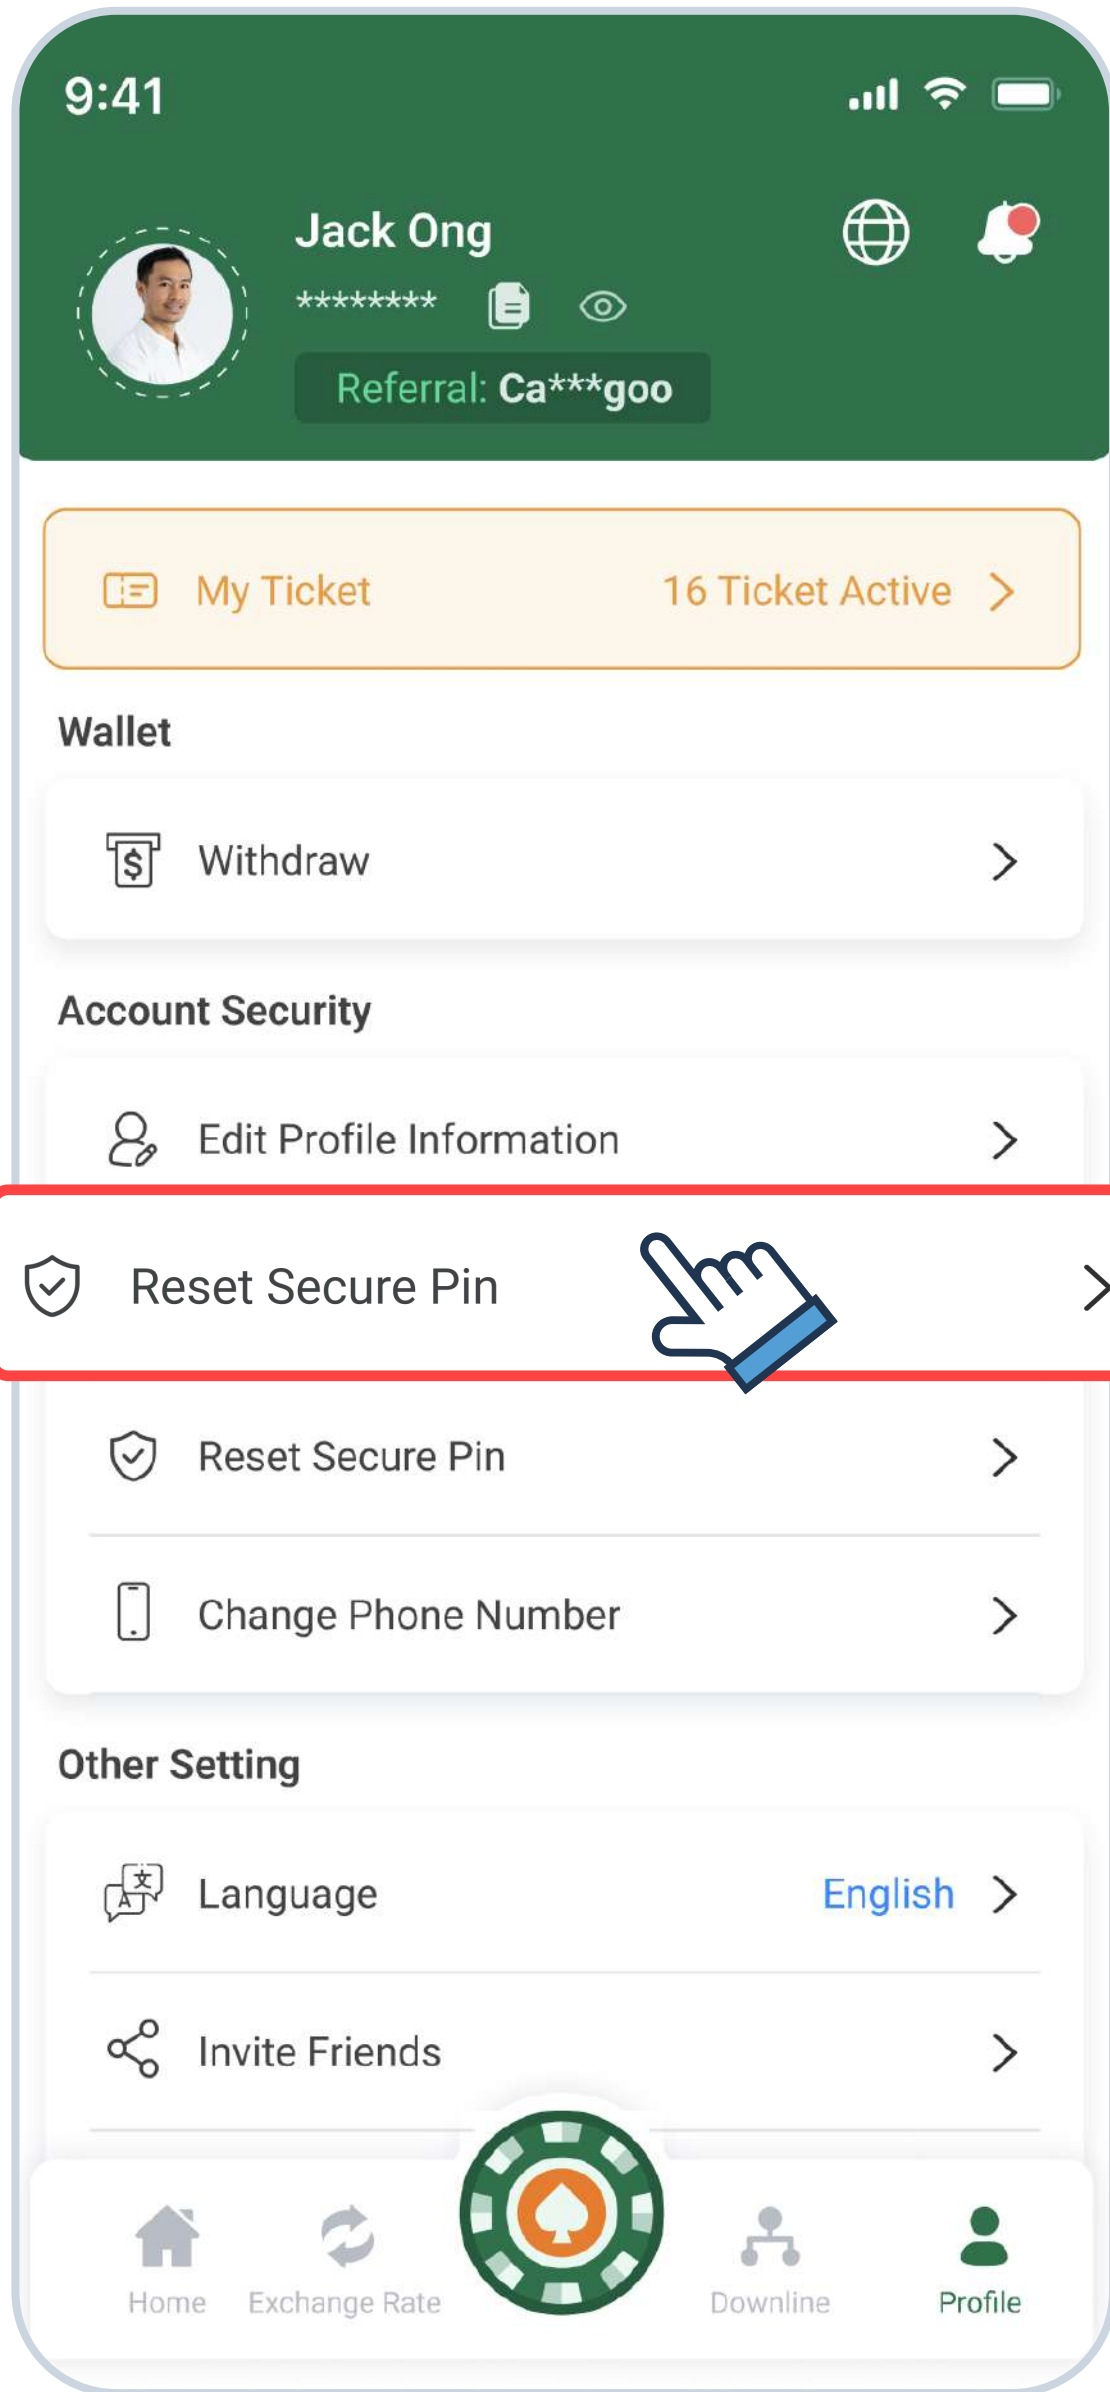 9:41
Jack Ong
********
Referral: Ca***goo
My Ticket 16 Ticket Active
Wallet
Withdraw
Account Security
Edit Profile Information
Reset Secure Pin
Reset Secure Pin
Change Phone Number
Other Setting
Language English
Invite Friends
Home Exchange Rate Downline Profile